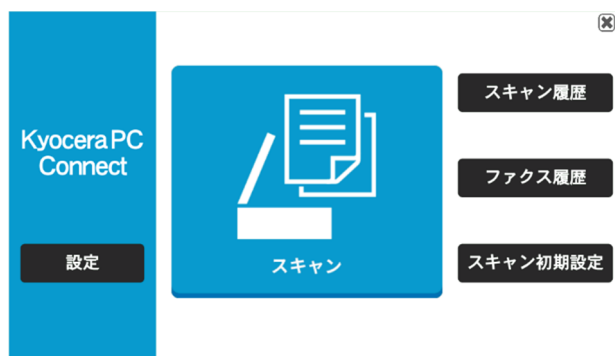 Kyocera PC
Connect
設定
スキャン
スキャン履歴
ファクス履歴
スキャン初期設定